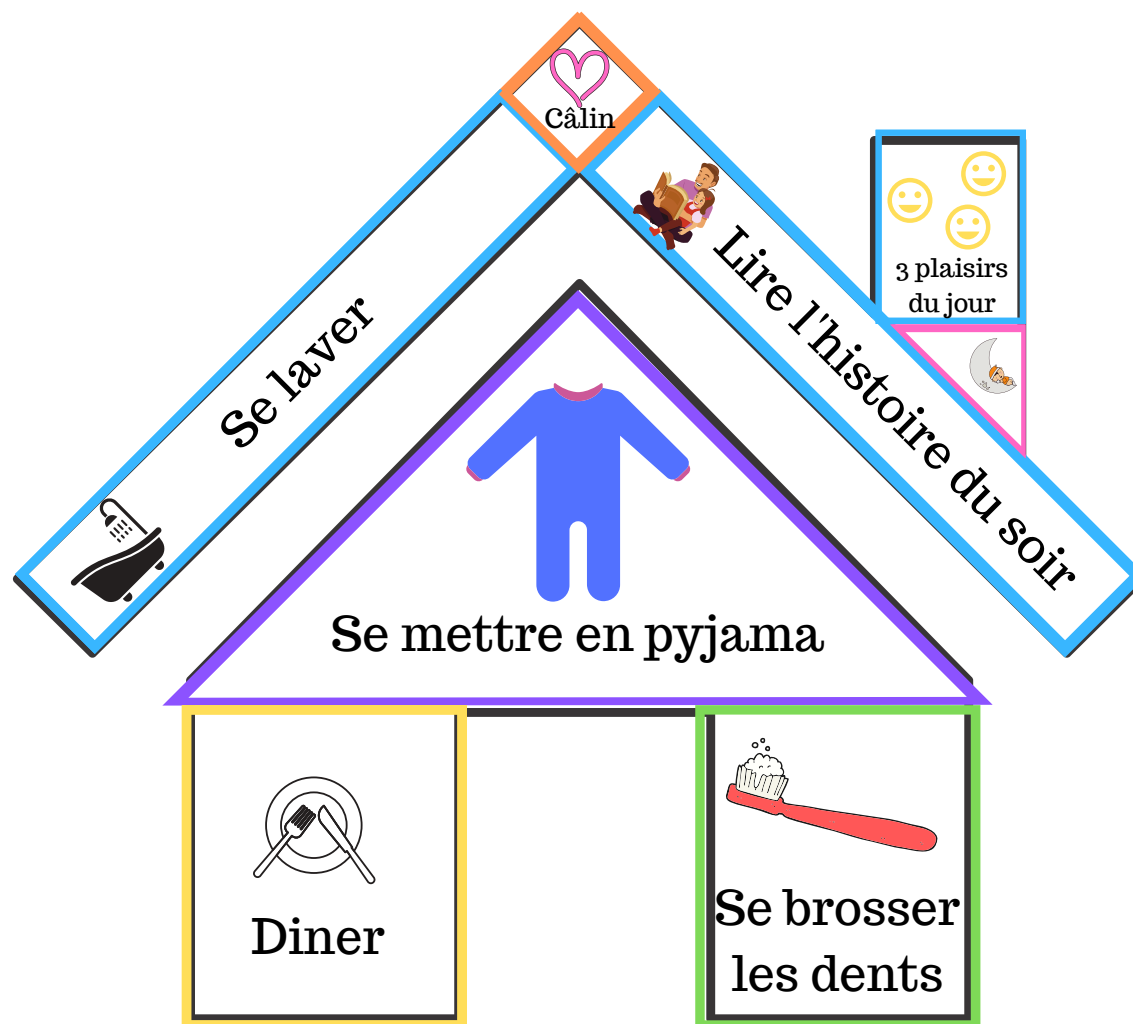 Câlin
Se laver
Lire l'histoire du soir
3 plaisirs
du jour
Se mettre en pyjama
Diner
Se brosser
les dents